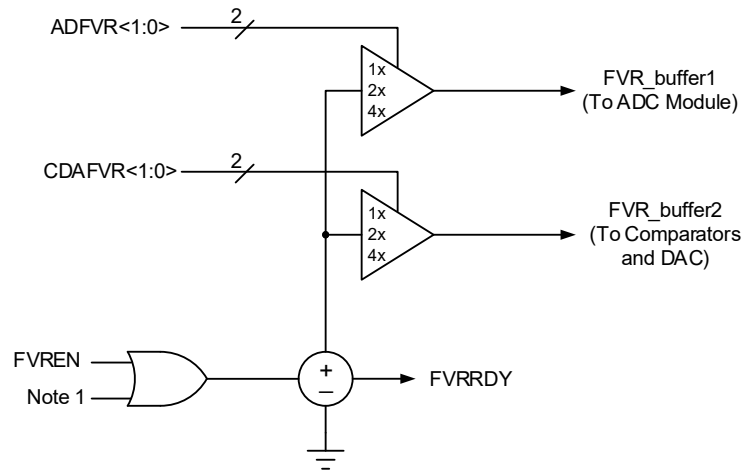 ADFVR<1:0>
2
1x
2x
4x
FVR_buffer1
(To ADC Module)
CDAFVR<1:0>
2
1x
2x
4x
FVR_buffer2
(To Comparators
and DAC)
FVREN
Note 1
+
_
FVRRDY